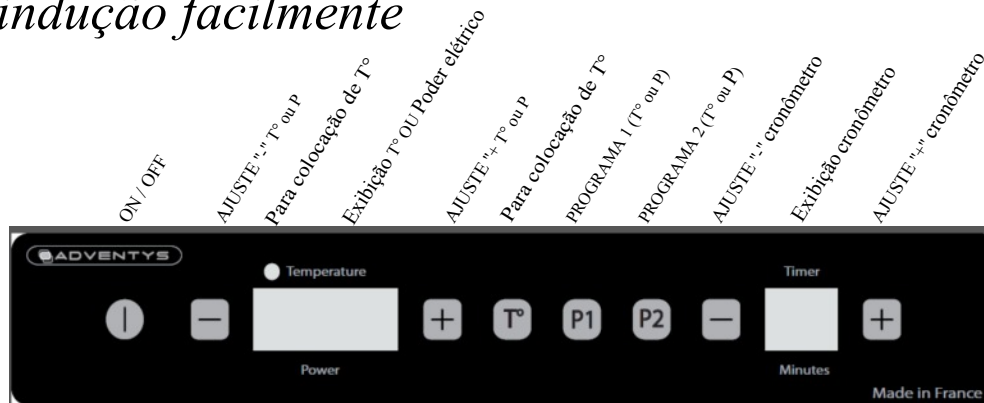 indução facilmente
ON / OFF
AJUSTE "-" T° ou P
Para colocação de T°
Exibição T° OU Poder elétrico
AJUSTE "+ T° ou P
Para colocação de T°
PROGRAMA 1 (T° ou P)
PROGRAMA 2 (T° ou P)
AJUSTE "-" cronômetro
Exibição cronômetro
AJUSTE "+" cronômetro
ADVENTYS
Temperature
Timer
T° P1 P2
Power
Minutes
Made in France